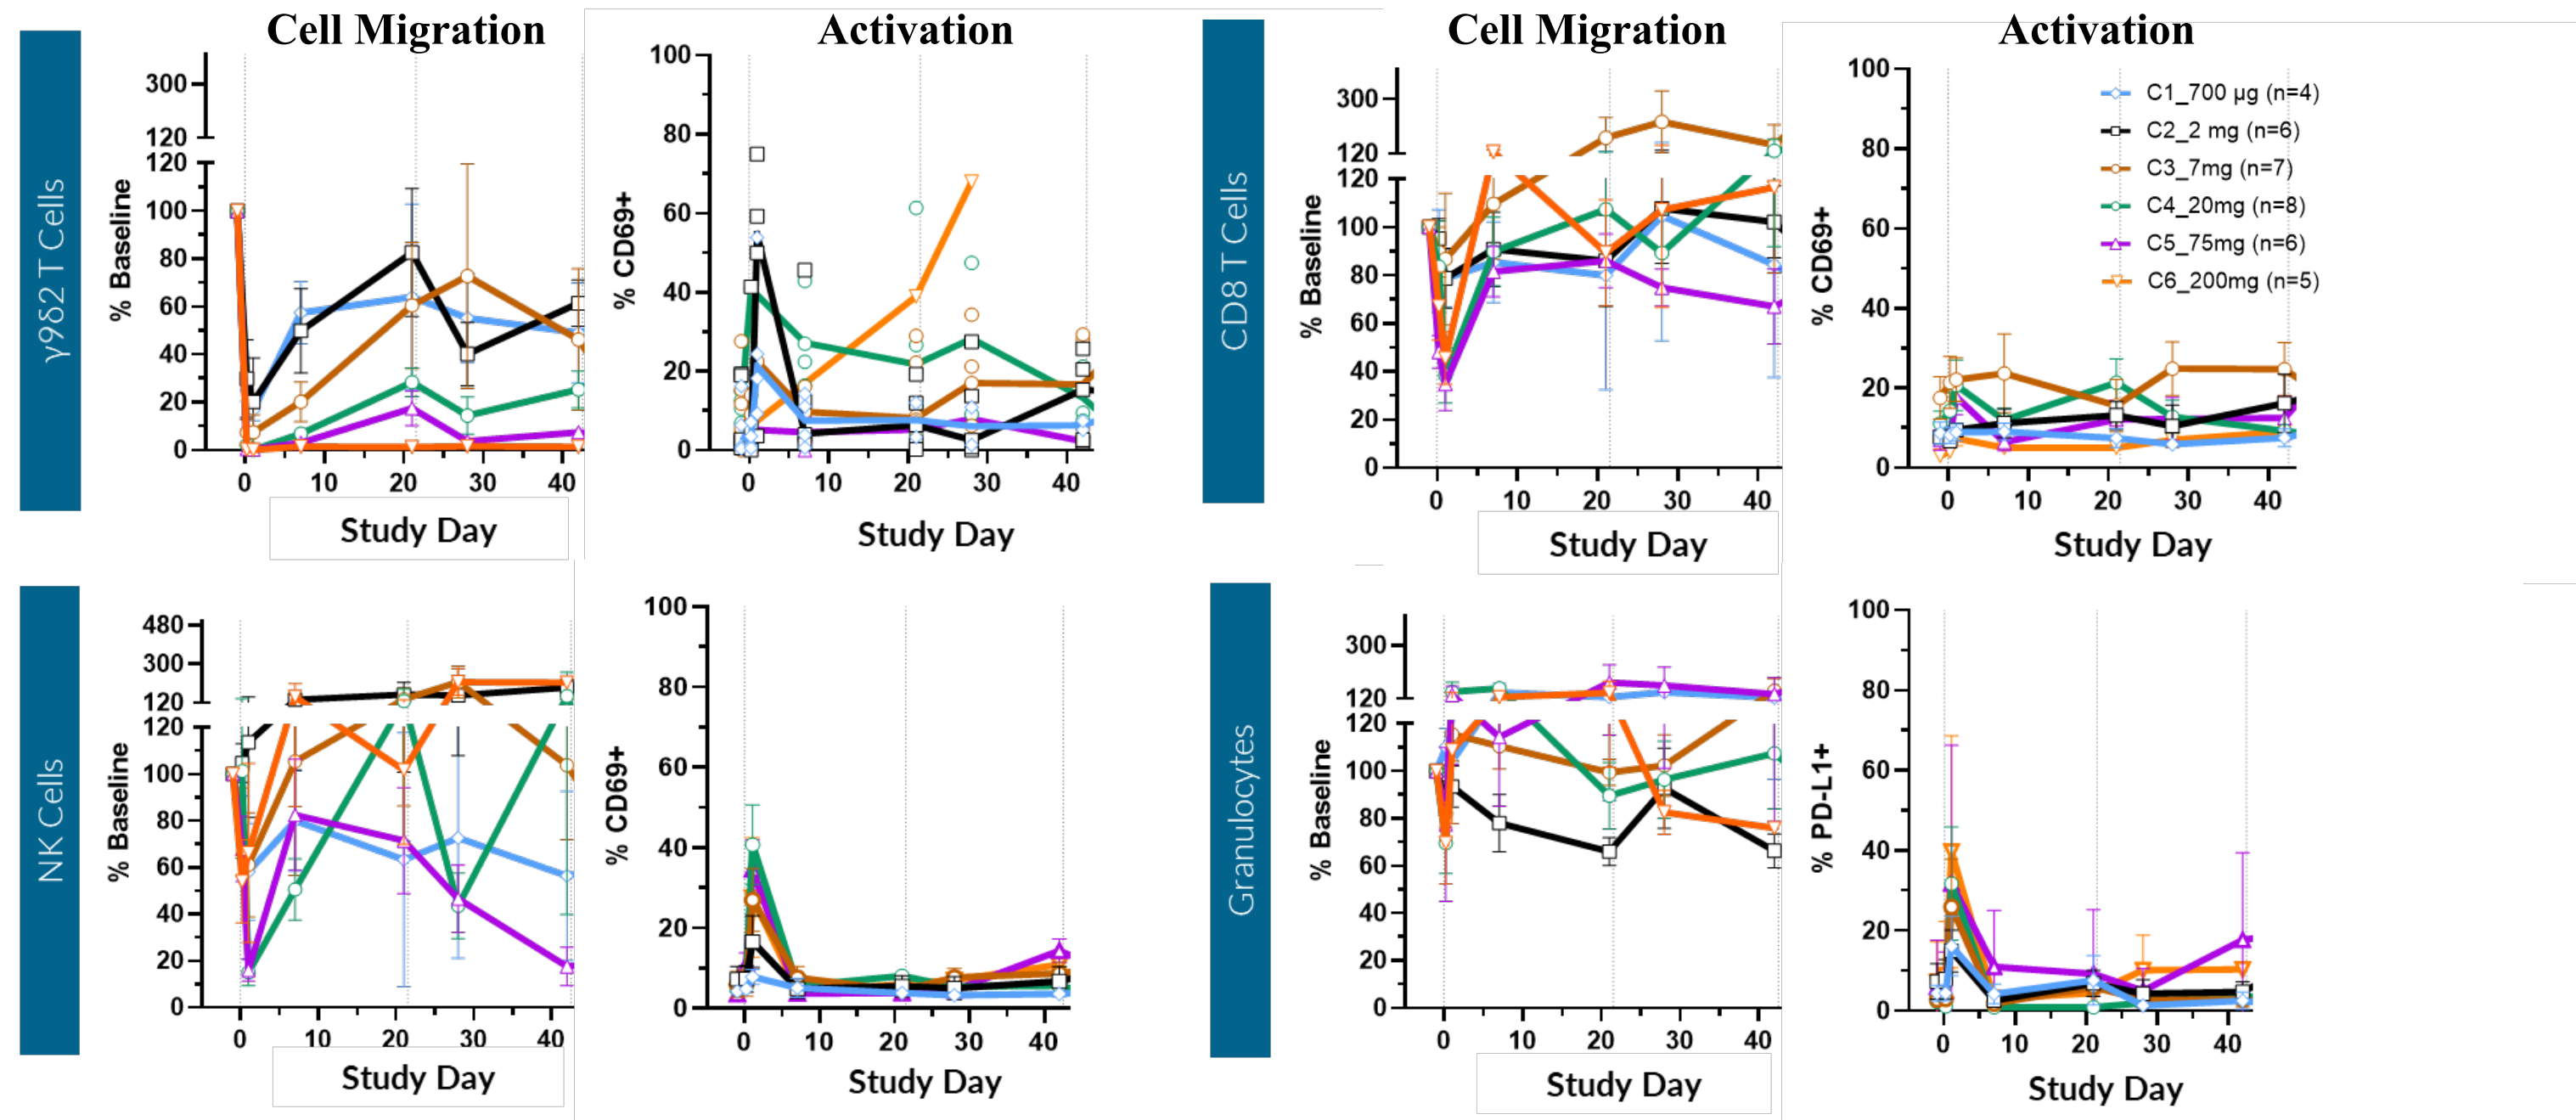 Cell Migration
Activation
γ9δ2 T Cells
% Baseline
300
120
120
100
80
60
40
20
0
0 10 20 30 40
Study Day
% CD69+
100
80
60
40
20
0
0 10 20 30 40
Study Day
Cell Migration
Activation
CD8 T Cells
% Baseline
300
120
120
100
80
60
40
20
0
0 10 20 30 40
Study Day
% CD69+
100
80
60
40
20
0
0 10 20 30 40
Study Day
C1_700 µg (n=4)
C2_2 mg (n=6)
C3_7mg (n=7)
C4_20mg (n=8)
C5_75mg (n=6)
C6_200mg (n=5)
NK Cells
% Baseline
480
300
120
120
100
80
60
40
20
0
0 10 20 30 40
Study Day
% CD69+
100
80
60
40
20
0
0 10 20 30 40
Study Day
Granulocytes
% Baseline
300
120
120
100
80
60
40
20
0
0 10 20 30 40
Study Day
% PD-L1+
100
80
60
40
20
0
0 10 20 30 40
Study Day